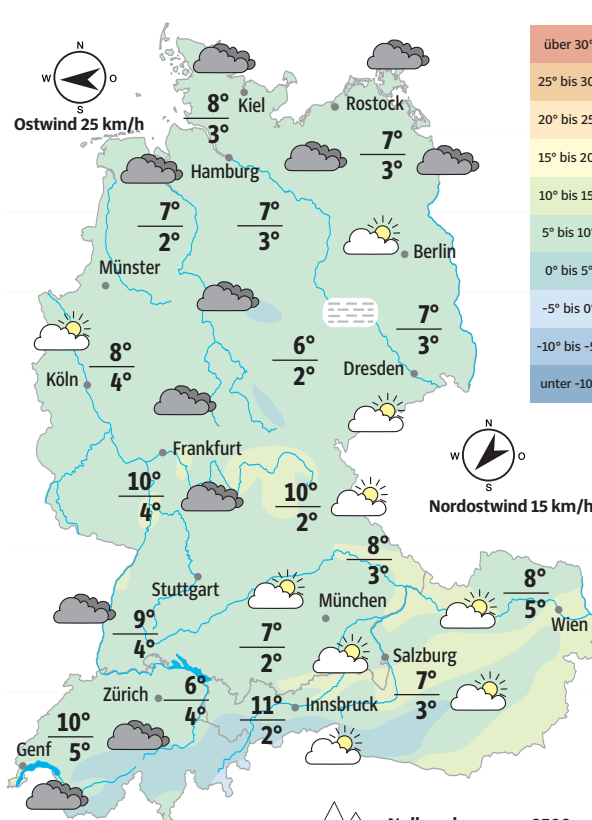 N
W O
S
Ostwind 25 km/h
8°
3°
Kiel
Rostock
7°
3°
Hamburg
7°
2°
7°
3°
Berlin
Münster
7°
3°
8°
4°
6°
2°
Köln
Dresden
Frankfurt
10°
4°
10°
2°
N
W O
S
Nordostwind 15 km/h
8°
3°
Stuttgart
8°
5°
München
Wien
9°
4°
7°
2°
Salzburg
7°
3°
Zürich
6°
4°
11°
2°
Innsbruck
10°
5°
Genf
über 30°
25° bis 30
20° bis 25
15° bis 20
10° bis 15
5° bis 10°
0° bis 5°
-5° bis 0°
-10° bis -5
unter -10